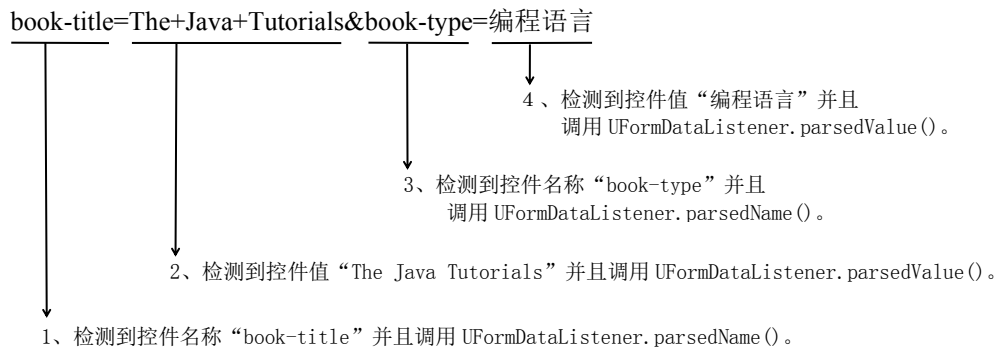 book-title=The+Java+Tutorials&book-type=编程语言
4、检测到控件值“编程语言”并且
调用 UFormDataListener.parsedValue()。
3、检测到控件名称“book-type”并且
调用 UFormDataListener.parsedName()。
2、检测到控件值“The Java Tutorials”并且调用 UFormDataListener.parsedValue()。
1、检测到控件名称“book-title”并且调用 UFormDataListener.parsedName()。